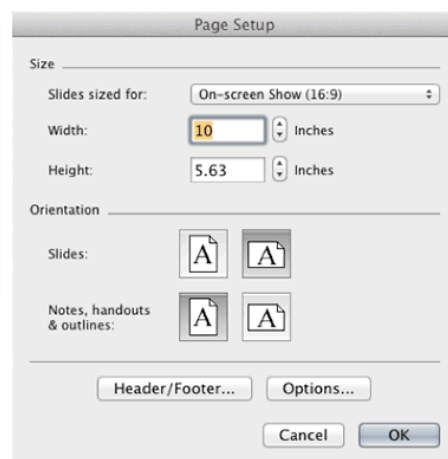 Page Setup
Size
Slides sized for: On-screen Show (16:9)
Width: 10 Inches
Height: 5.63 Inches
Orientation
Slides: A A
Notes, handouts
& outlines: A A
Header/Footer... Options...
Cancel OK